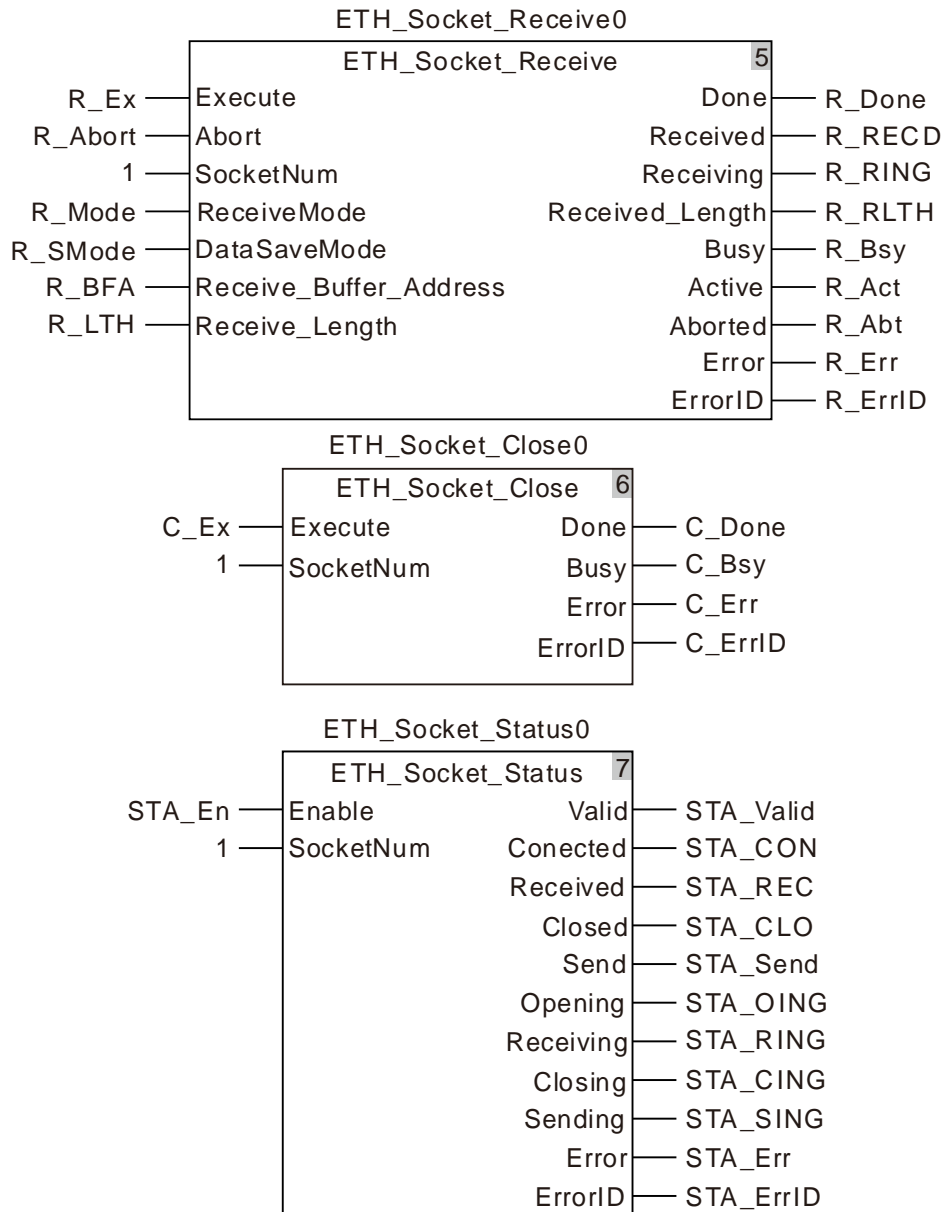 ETH_Socket_Receive0
ETH_Socket_Receive 5
R_Ex Execute Done R_Done
R_Abort Abort Received R_RECD
1 SocketNum Receiving R_RING
R_Mode ReceiveMode Received_Length R_RLTH
R_SMode DataSaveMode Busy R_Bsy
R_BFA Receive_Buffer_Address Active R_Act
R_LTH Receive_Length Aborted R_Abt
Error R_Err
ErrorID R_ErrID
ETH_Socket_Close0
ETH_Socket_Close 6
C_Ex Execute Done C_Done
1 SocketNum Busy C_Bsy
Error C_Err
ErrorID C_ErrID
ETH_Socket_Status0
ETH_Socket_Status 7
STA_En Enable Valid STA_Valid
1 SocketNum Conected STA_CON
Received STA_REC
Closed STA_CLO
Send STA_Send
Opening STA_OING
Receiving STA_RING
Closing STA_CING
Sending STA_SING
Error STA_Err
ErrorID STA_ErrID